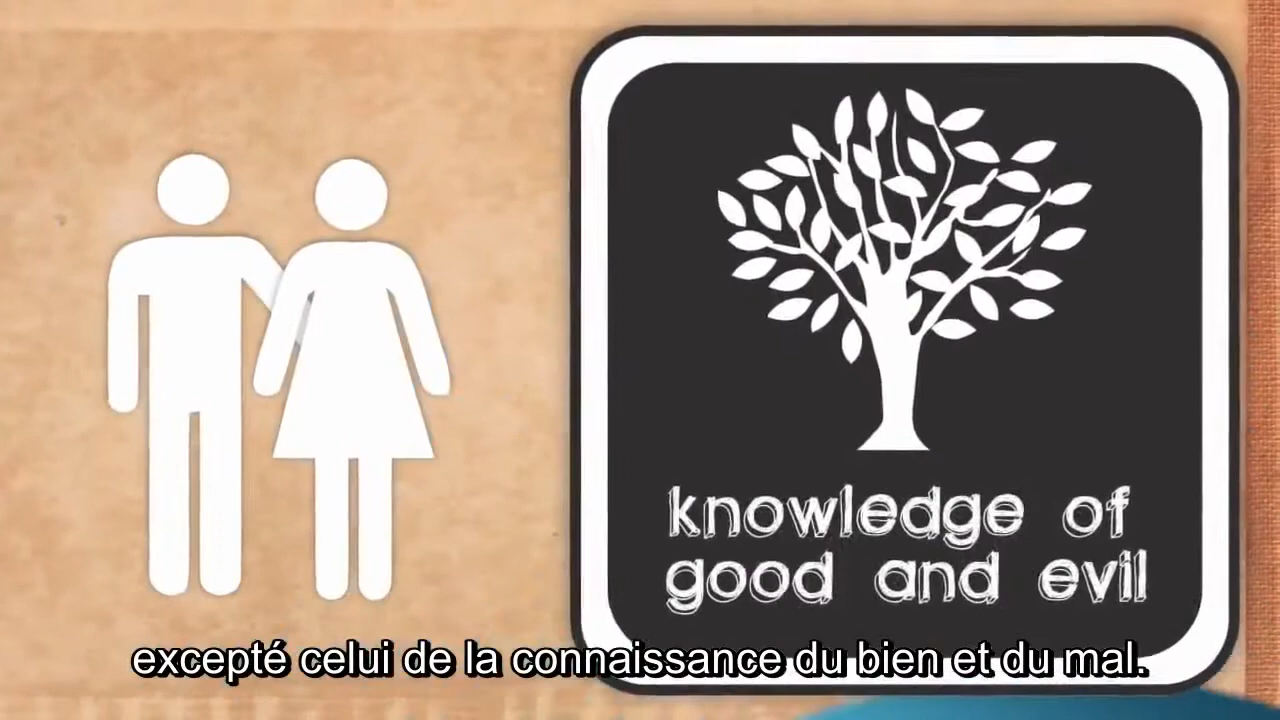 knowledge of
good and evil
excepté celui de la connaissance du bien et du mal.